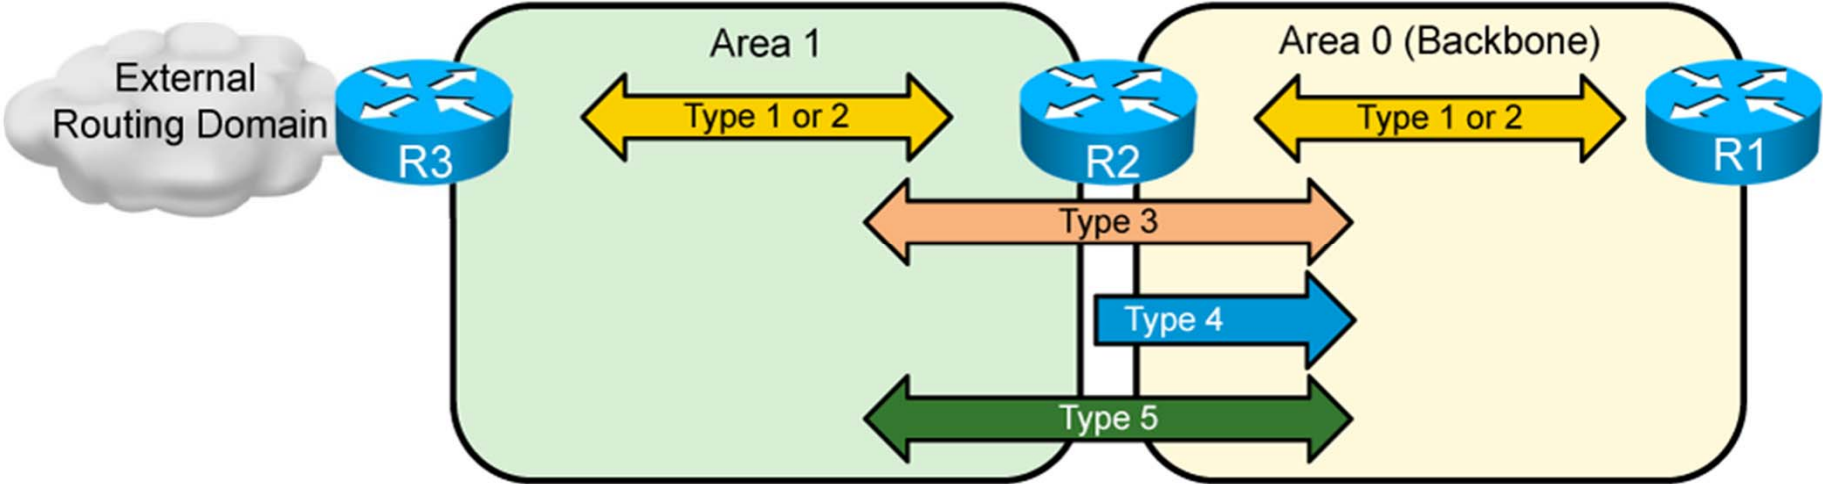 External
Routing Domain
R3
Area 1
Type 1 or 2
R2
Area 0 (Backbone)
Type 1 or 2
R1
Type 3
Type 4
Type 5